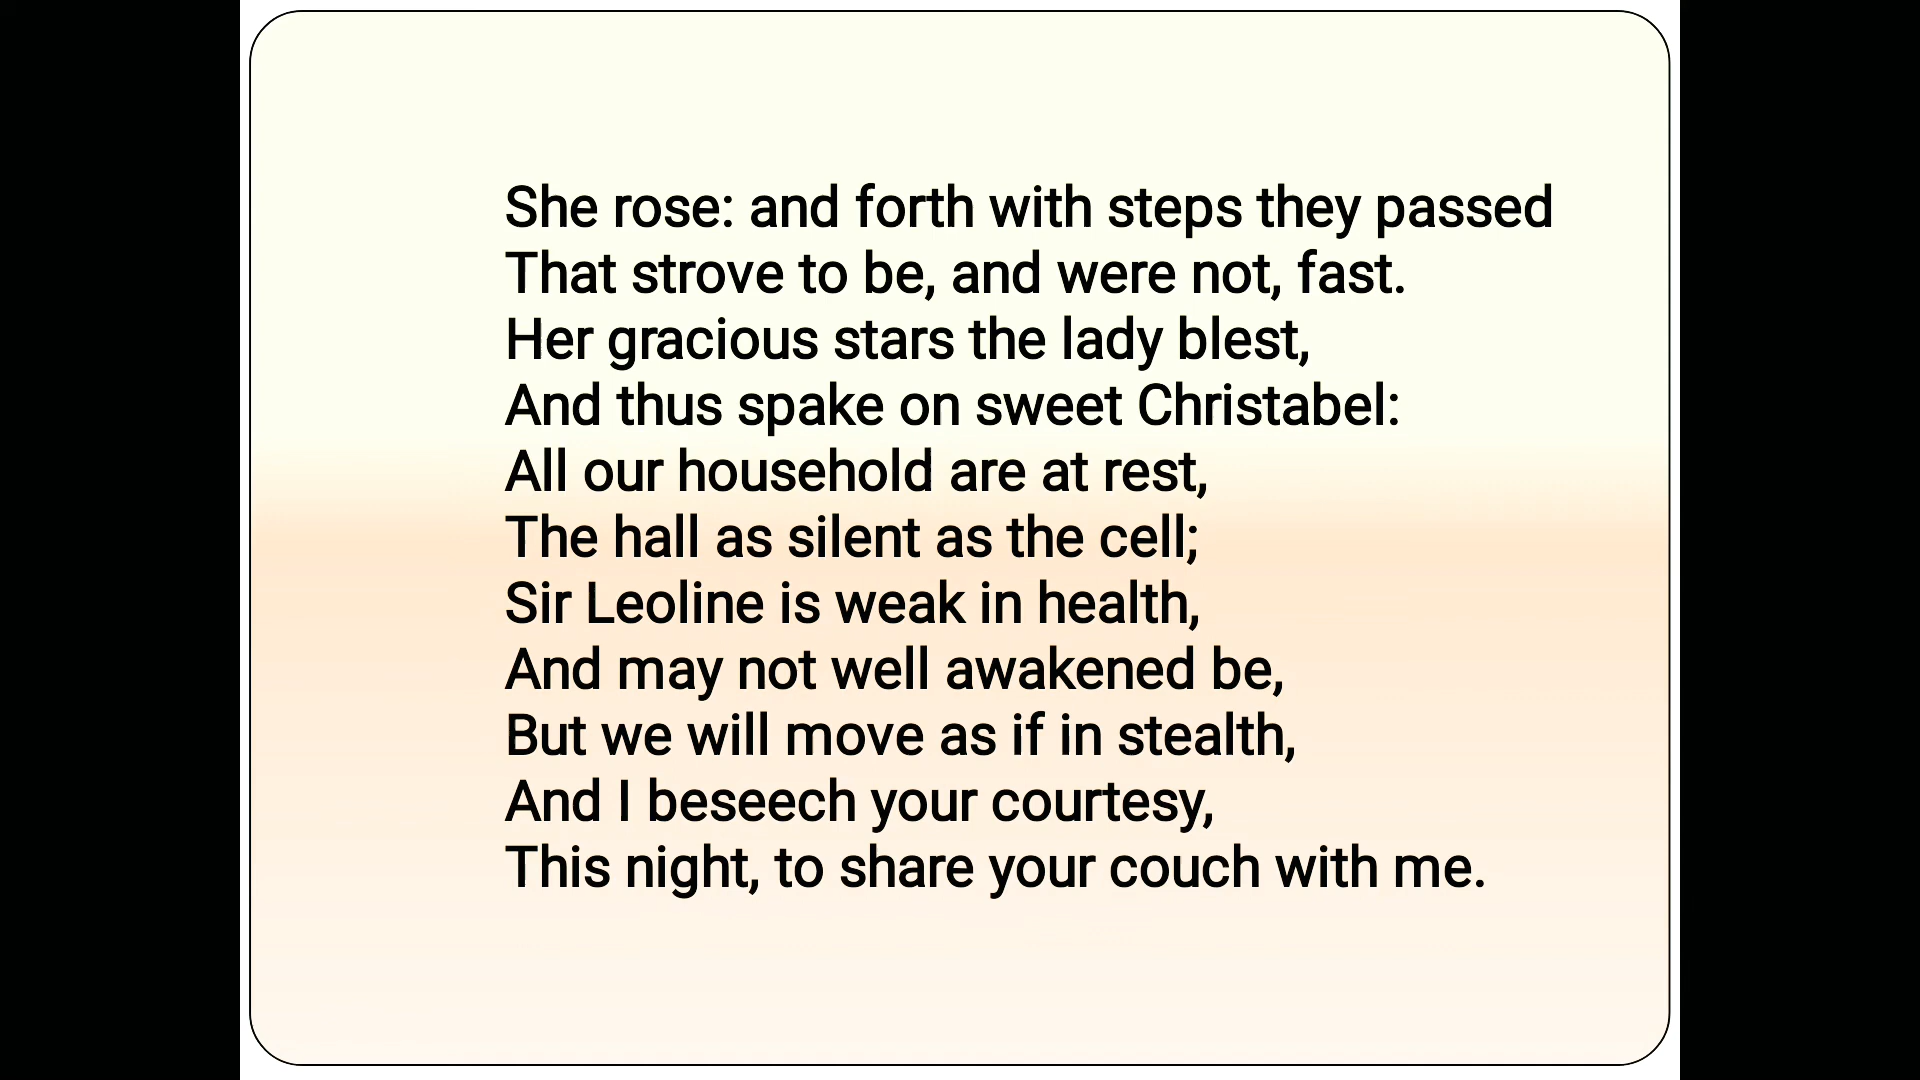 She rose: and forth with steps they passed
That strove to be, and were not, fast.
Her gracious stars the lady blest,
And thus spake on sweet Christabel:
All our household are at rest,
The hall as silent as the cell;
Sir Leoline is weak in health,
And may not well awakened be,
But we will move as if in stealth,
And I beseech your courtesy,
This night, to share your couch with me.